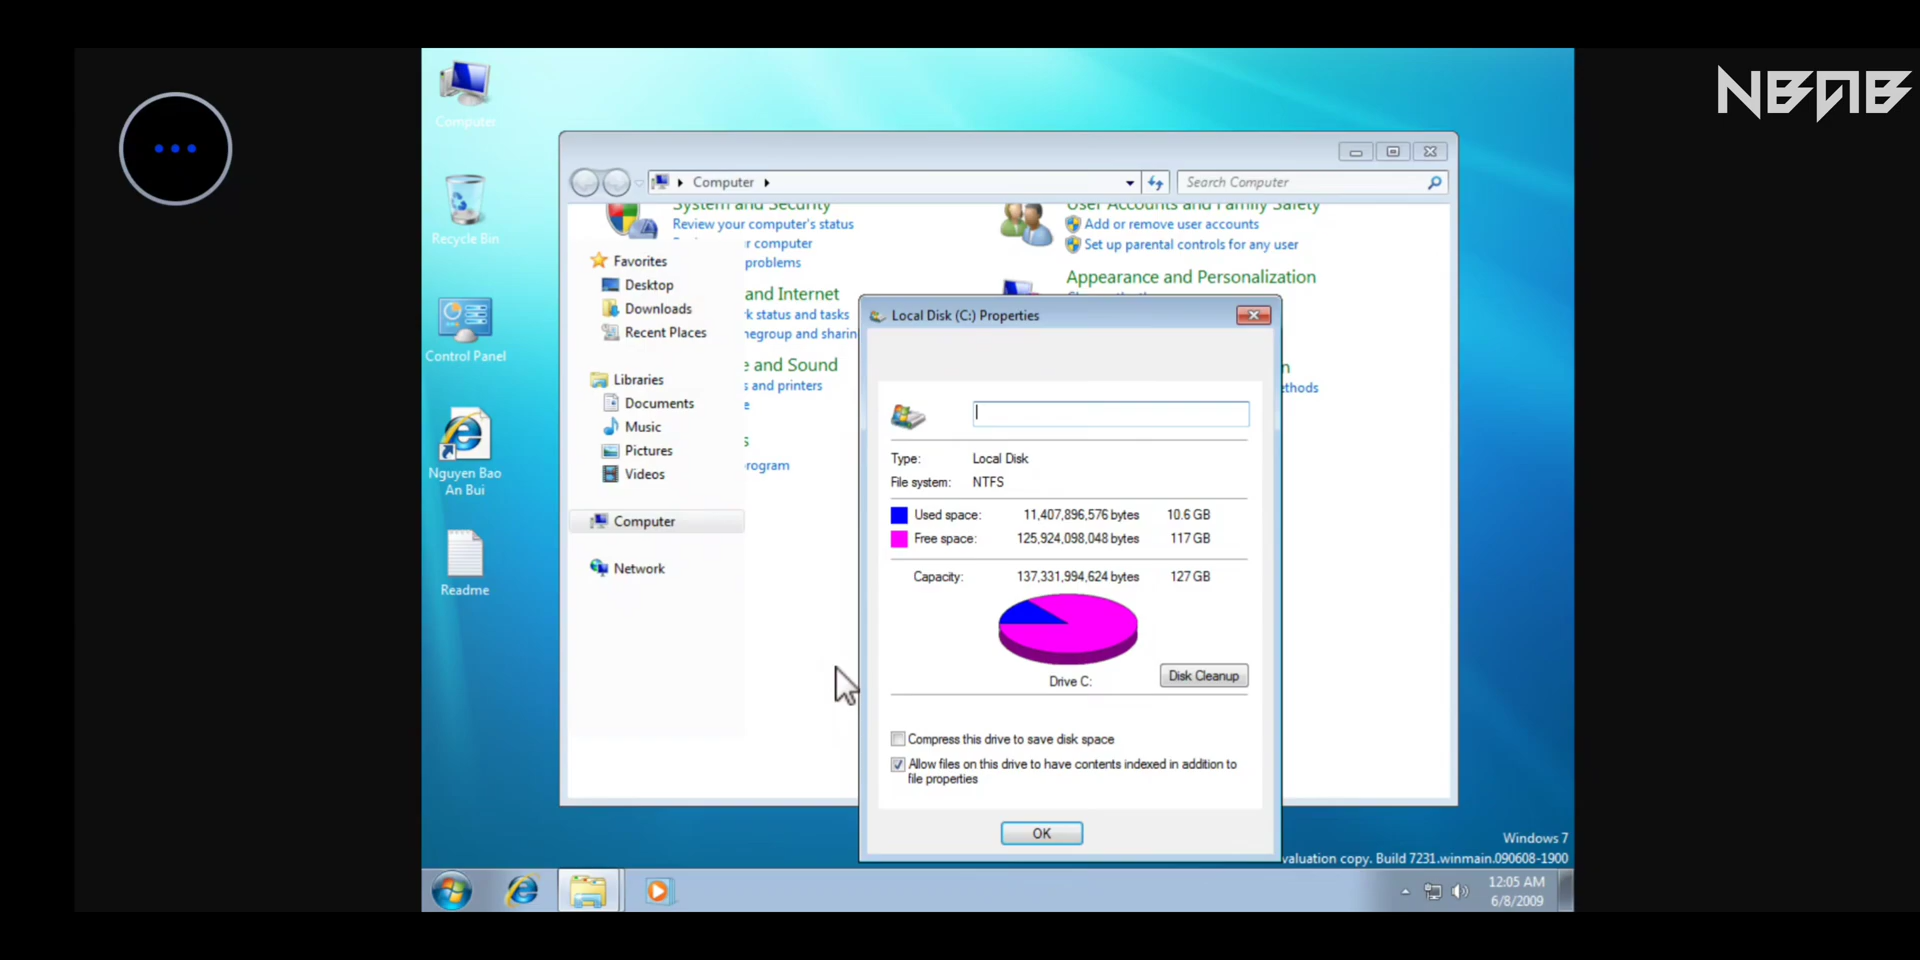 NBAB
Computer
Recycle Bin
Control Panel
Nguyen Bao
An Bui
Readme
Computer
Search Computer
System and Security
Review your computer's status
r computer
problems
and Internet
k status and tasks
negroup and sharin
e and Sound
s and printers
e
s
program
User Accounts and Family Safety
Add or remove user accounts
Set up parental controls for any user
Appearance and Personalization
n
ethods
Favorites
Desktop
Downloads
Recent Places
Libraries
Documents
Music
Pictures
Videos
Computer
Network
Local Disk (C:) Properties
Type: Local Disk
File system: NTFS
Used space: 11,407,896,576 bytes 10.6 GB
Free space: 125,924,098,048 bytes 117 GB
Capacity: 137,331,994,624 bytes 127 GB
Drive C:
Disk Cleanup
Compress this drive to save disk space
Allow files on this drive to have contents indexed in addition to
file properties
OK
Windows 7
valuation copy. Build 7231.winmain.090608-1900
12:05 AM
6/8/2009